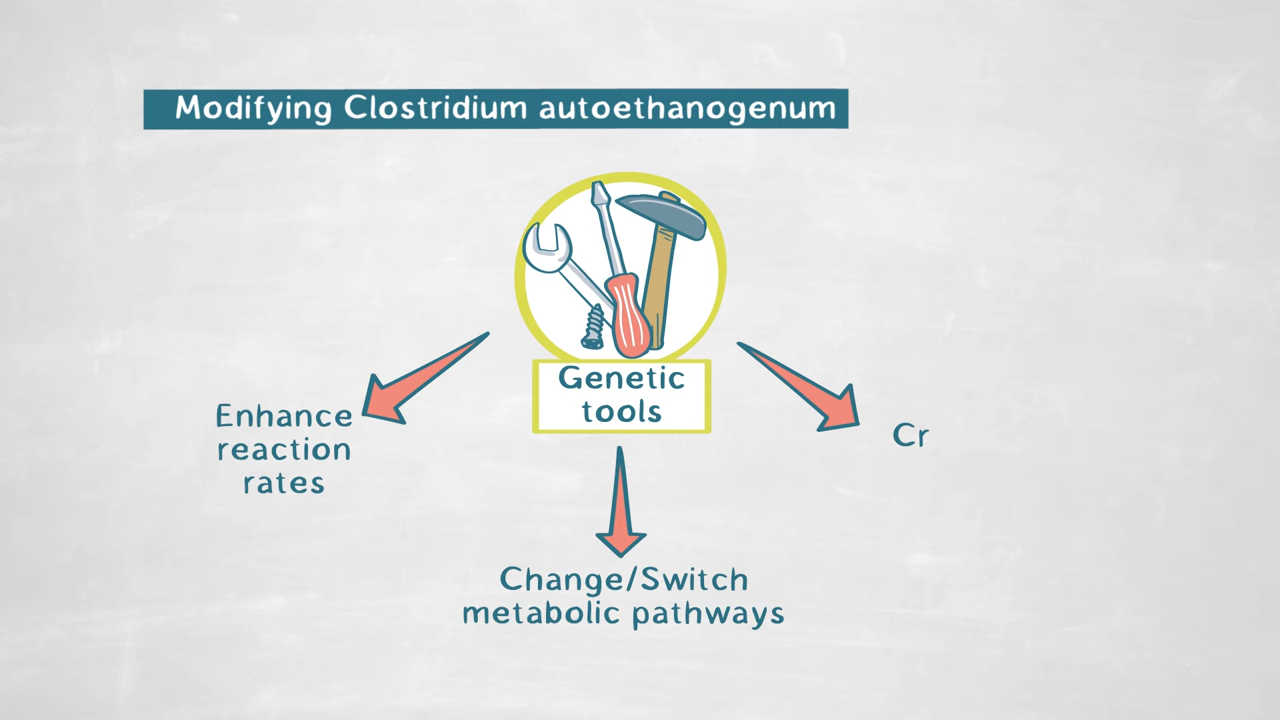 Modifying Clostridium autoethanogenum
Genetic
tools
Enhance
reaction
rates
Cr
Change/Switch
metabolic pathways